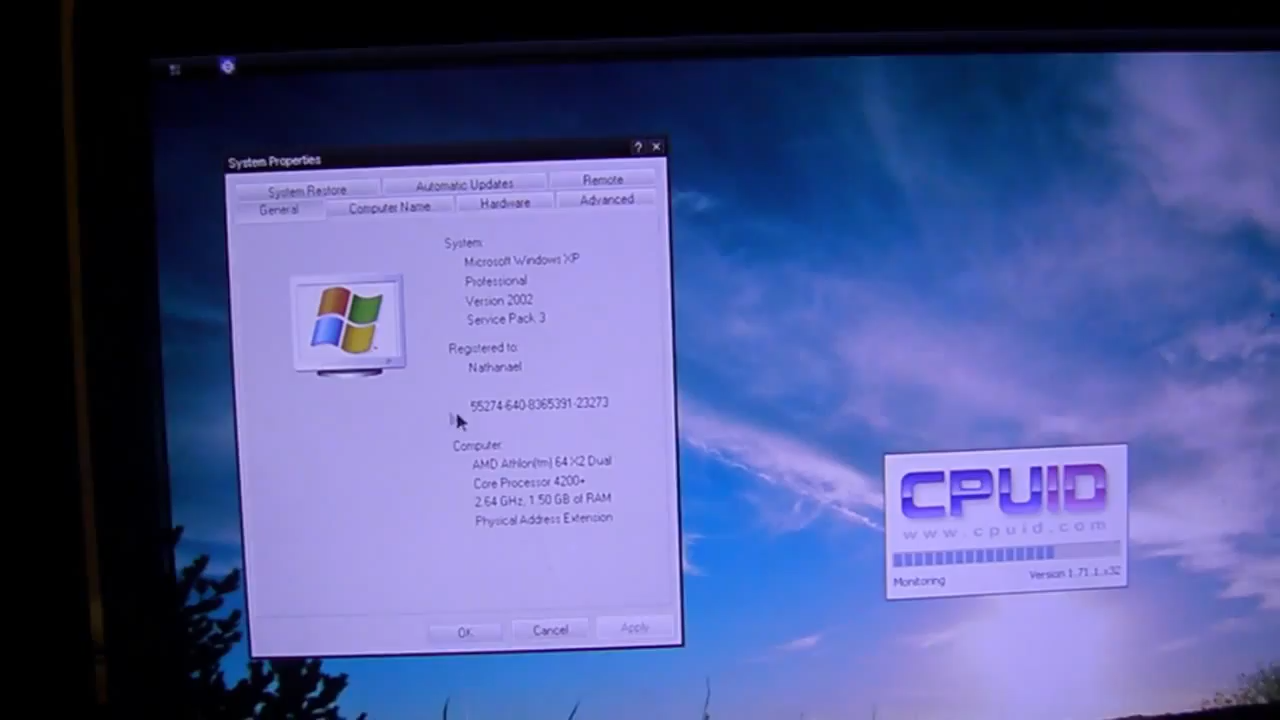 System Properties
?
System Restore
Automatic Updates
Remote
General
Computer Name
Hardware
Advanced
System:
Microsoft Windows XP
Professional
Version 2002
Service Pack 3
Registered to:
Nathanael
55274-640-8365391-23273
Computer:
AMD Athlon(tm) 64 X2 Dual
Core Processor 4200+
2.64 GHz, 1.50 GB of RAM
Physical Address Extension
OK
Cancel
Apply
CPUID
www.cpuid.com
Monitoring
Version 1.71.1.x32